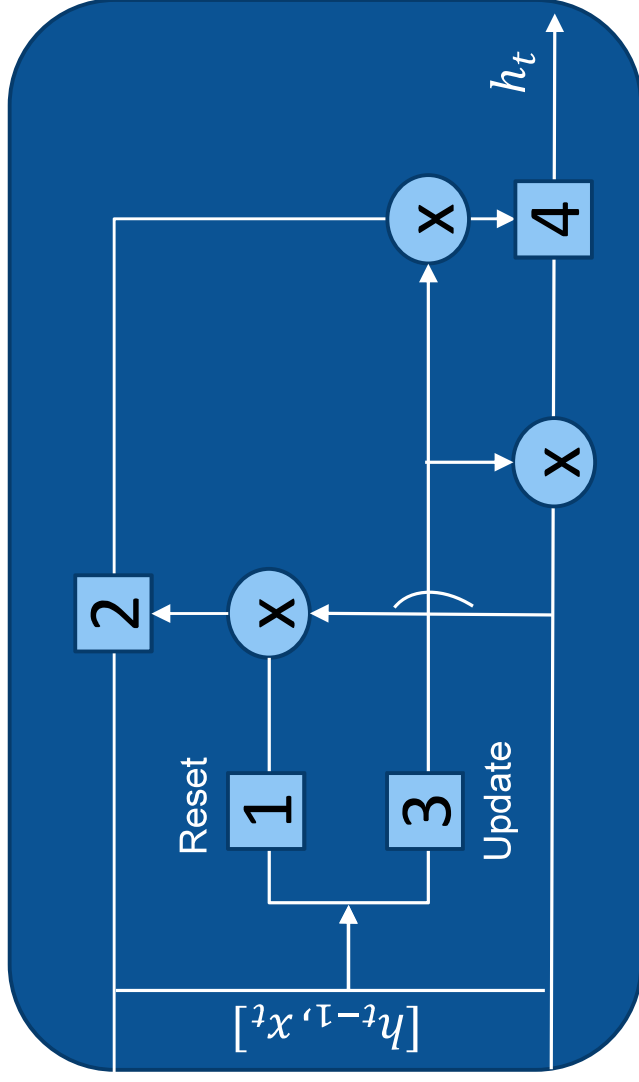 [h_{t−1}, x_t]
Reset
1
3
Update
2
x
x
x
4
h_t